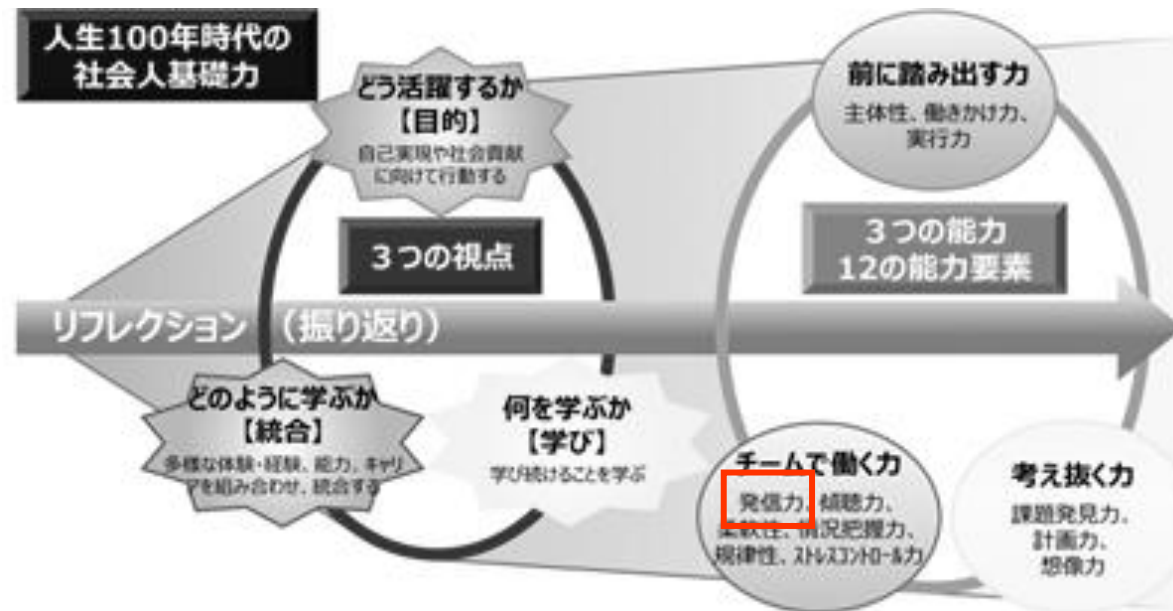 人生100年時代の
社会人基礎力
どう活躍するか
【目的】
自己実現や社会貢献
に向けて行動する
前に踏み出す力
主体性、働きかけ力、
実行力
3つの視点
3つの能力
12の能力要素
リフレクション (振り返り)
どのように学ぶか
【統合】
多様な体験・経験、能力、キャリ
アを組み合わせ、統合する
何を学ぶか
【学び】
学び続けることを学ぶ
チームで働く力
発信力、傾聴力、
柔軟性、情況把握力、
規律性、ストレスコントロール力
考え抜く力
課題発見力、
計画力、
想像力